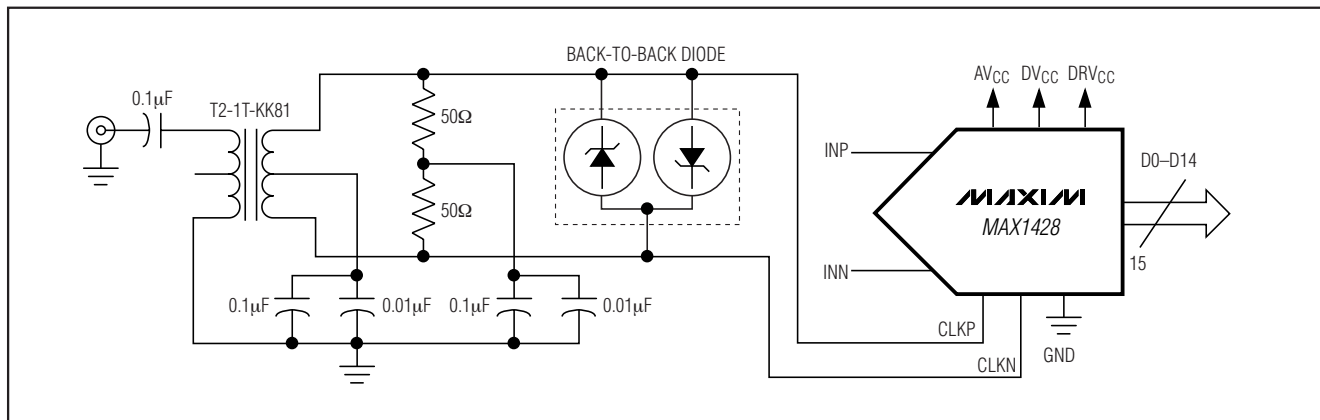 BACK-TO-BACK DIODE
0.1µF
T2-1T-KK81
50Ω
50Ω
0.1µF
0.01µF
0.1µF
0.01µF
AVCC
DVCC
DRVCC
INP
D0–D14
MAXIM
MAX1428
INN
15
CLKP
CLKN
GND